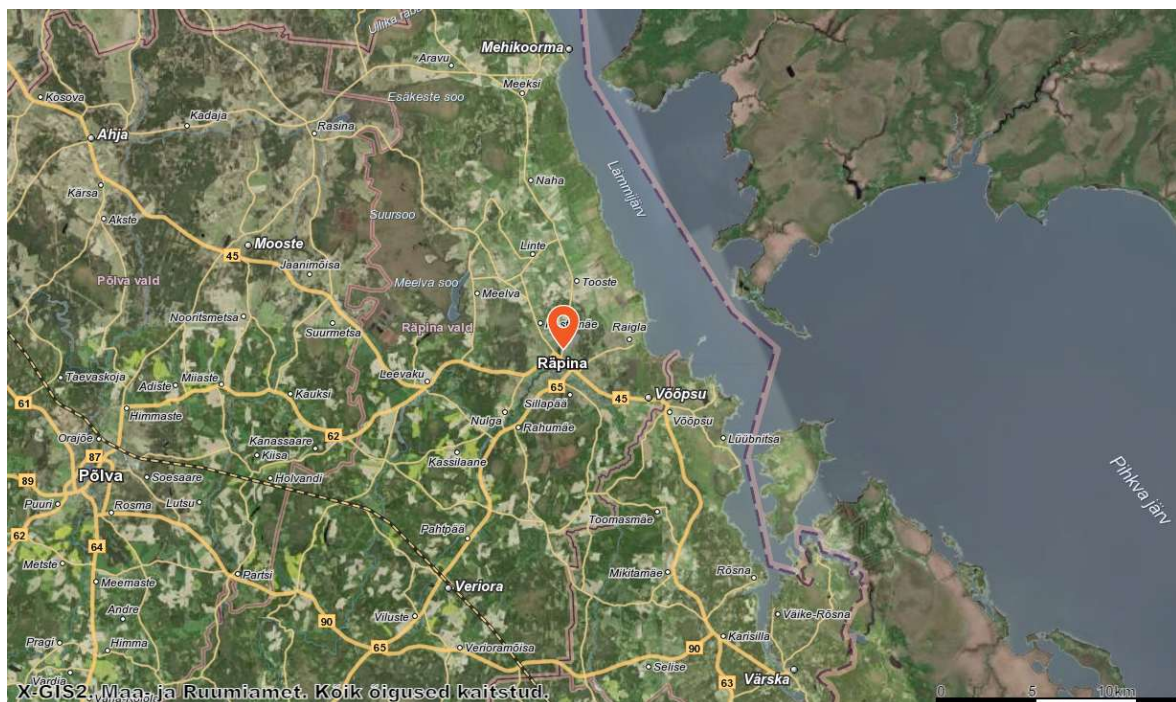 Ullika raba
Mehikoorma
Aravu
Meeksi
Kosova
Esäkeste soo
Kadaja
Ahja
Rasina
Lämmijärv
Kärsa
Naha
Akste
Suursoo
Mooste
Linte
45
Jaanimõisa
Põlva vald
Meelva soo
Tooste
Meelva
Nooritsmetsa
Suurmetsa
Räpina vald
Raigla
Räpina
Taevaskoja
Leevaku
Adiste
Miiaste
65
Kauksi
Sillapää
45
Võõpsu
61
Himmaste
Nulga
Võõpsu
Rahumäe
Orajõe
62
Lüübnitsa
Kanassaare
87
Kiisa
Kassilaane
Pihkva järv
89
Põlva
Soesaare
Holvandi
Puuri
Lutsu
Rosma
Toomasmäe
62
Pahtpää
64
Metste
Partsi
Mikitamäe
Rõsna
Meemaste
Veriora
Andre
Viluste
Väike-Rõsna
90
Karisilla
Pragi
Himma
65
Verioramõisa
90
Selise
Värska
Vardja
63
X-GIS2. Maa- ja Ruumiamet. Kõik õigused kaitstud.
0 5 10km